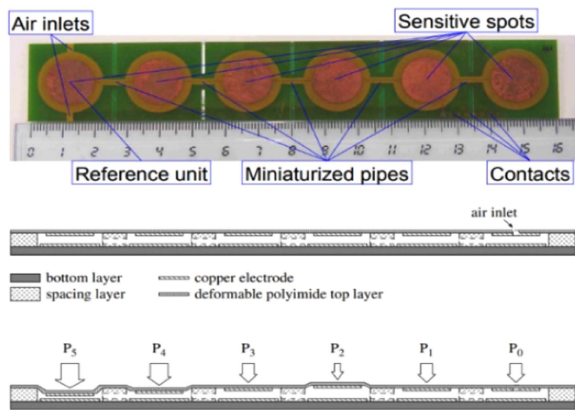 Air inlets
Sensitive spots
0 1 2 3 4 5 6 7 8 9 10 11 12 13 14 15 16
Reference unit
Miniaturized pipes
Contacts
air inlet
bottom layer
copper electrode
spacing layer
deformable polyimide top layer
P5 P4 P3 P2 P1 P0